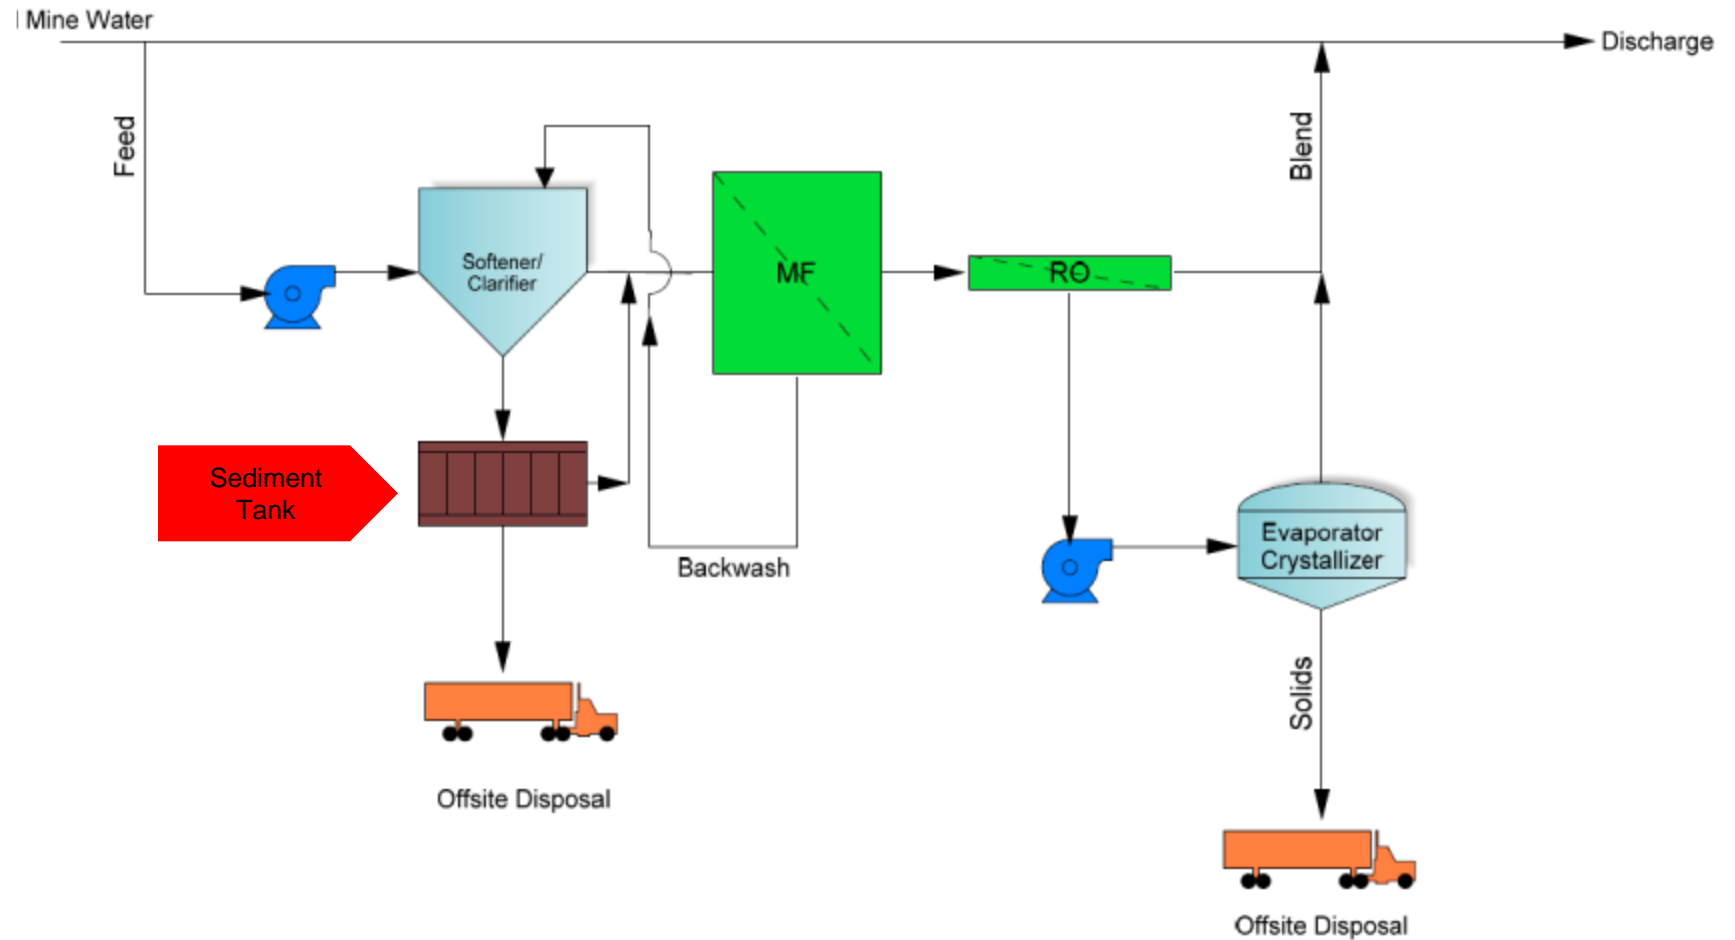 Mine Water
Discharge
Feed
Blend
Softener/
Clarifier
MF
RO
Sediment
Tank
Evaporator
Crystallizer
Backwash
Solids
Offsite Disposal
Offsite Disposal